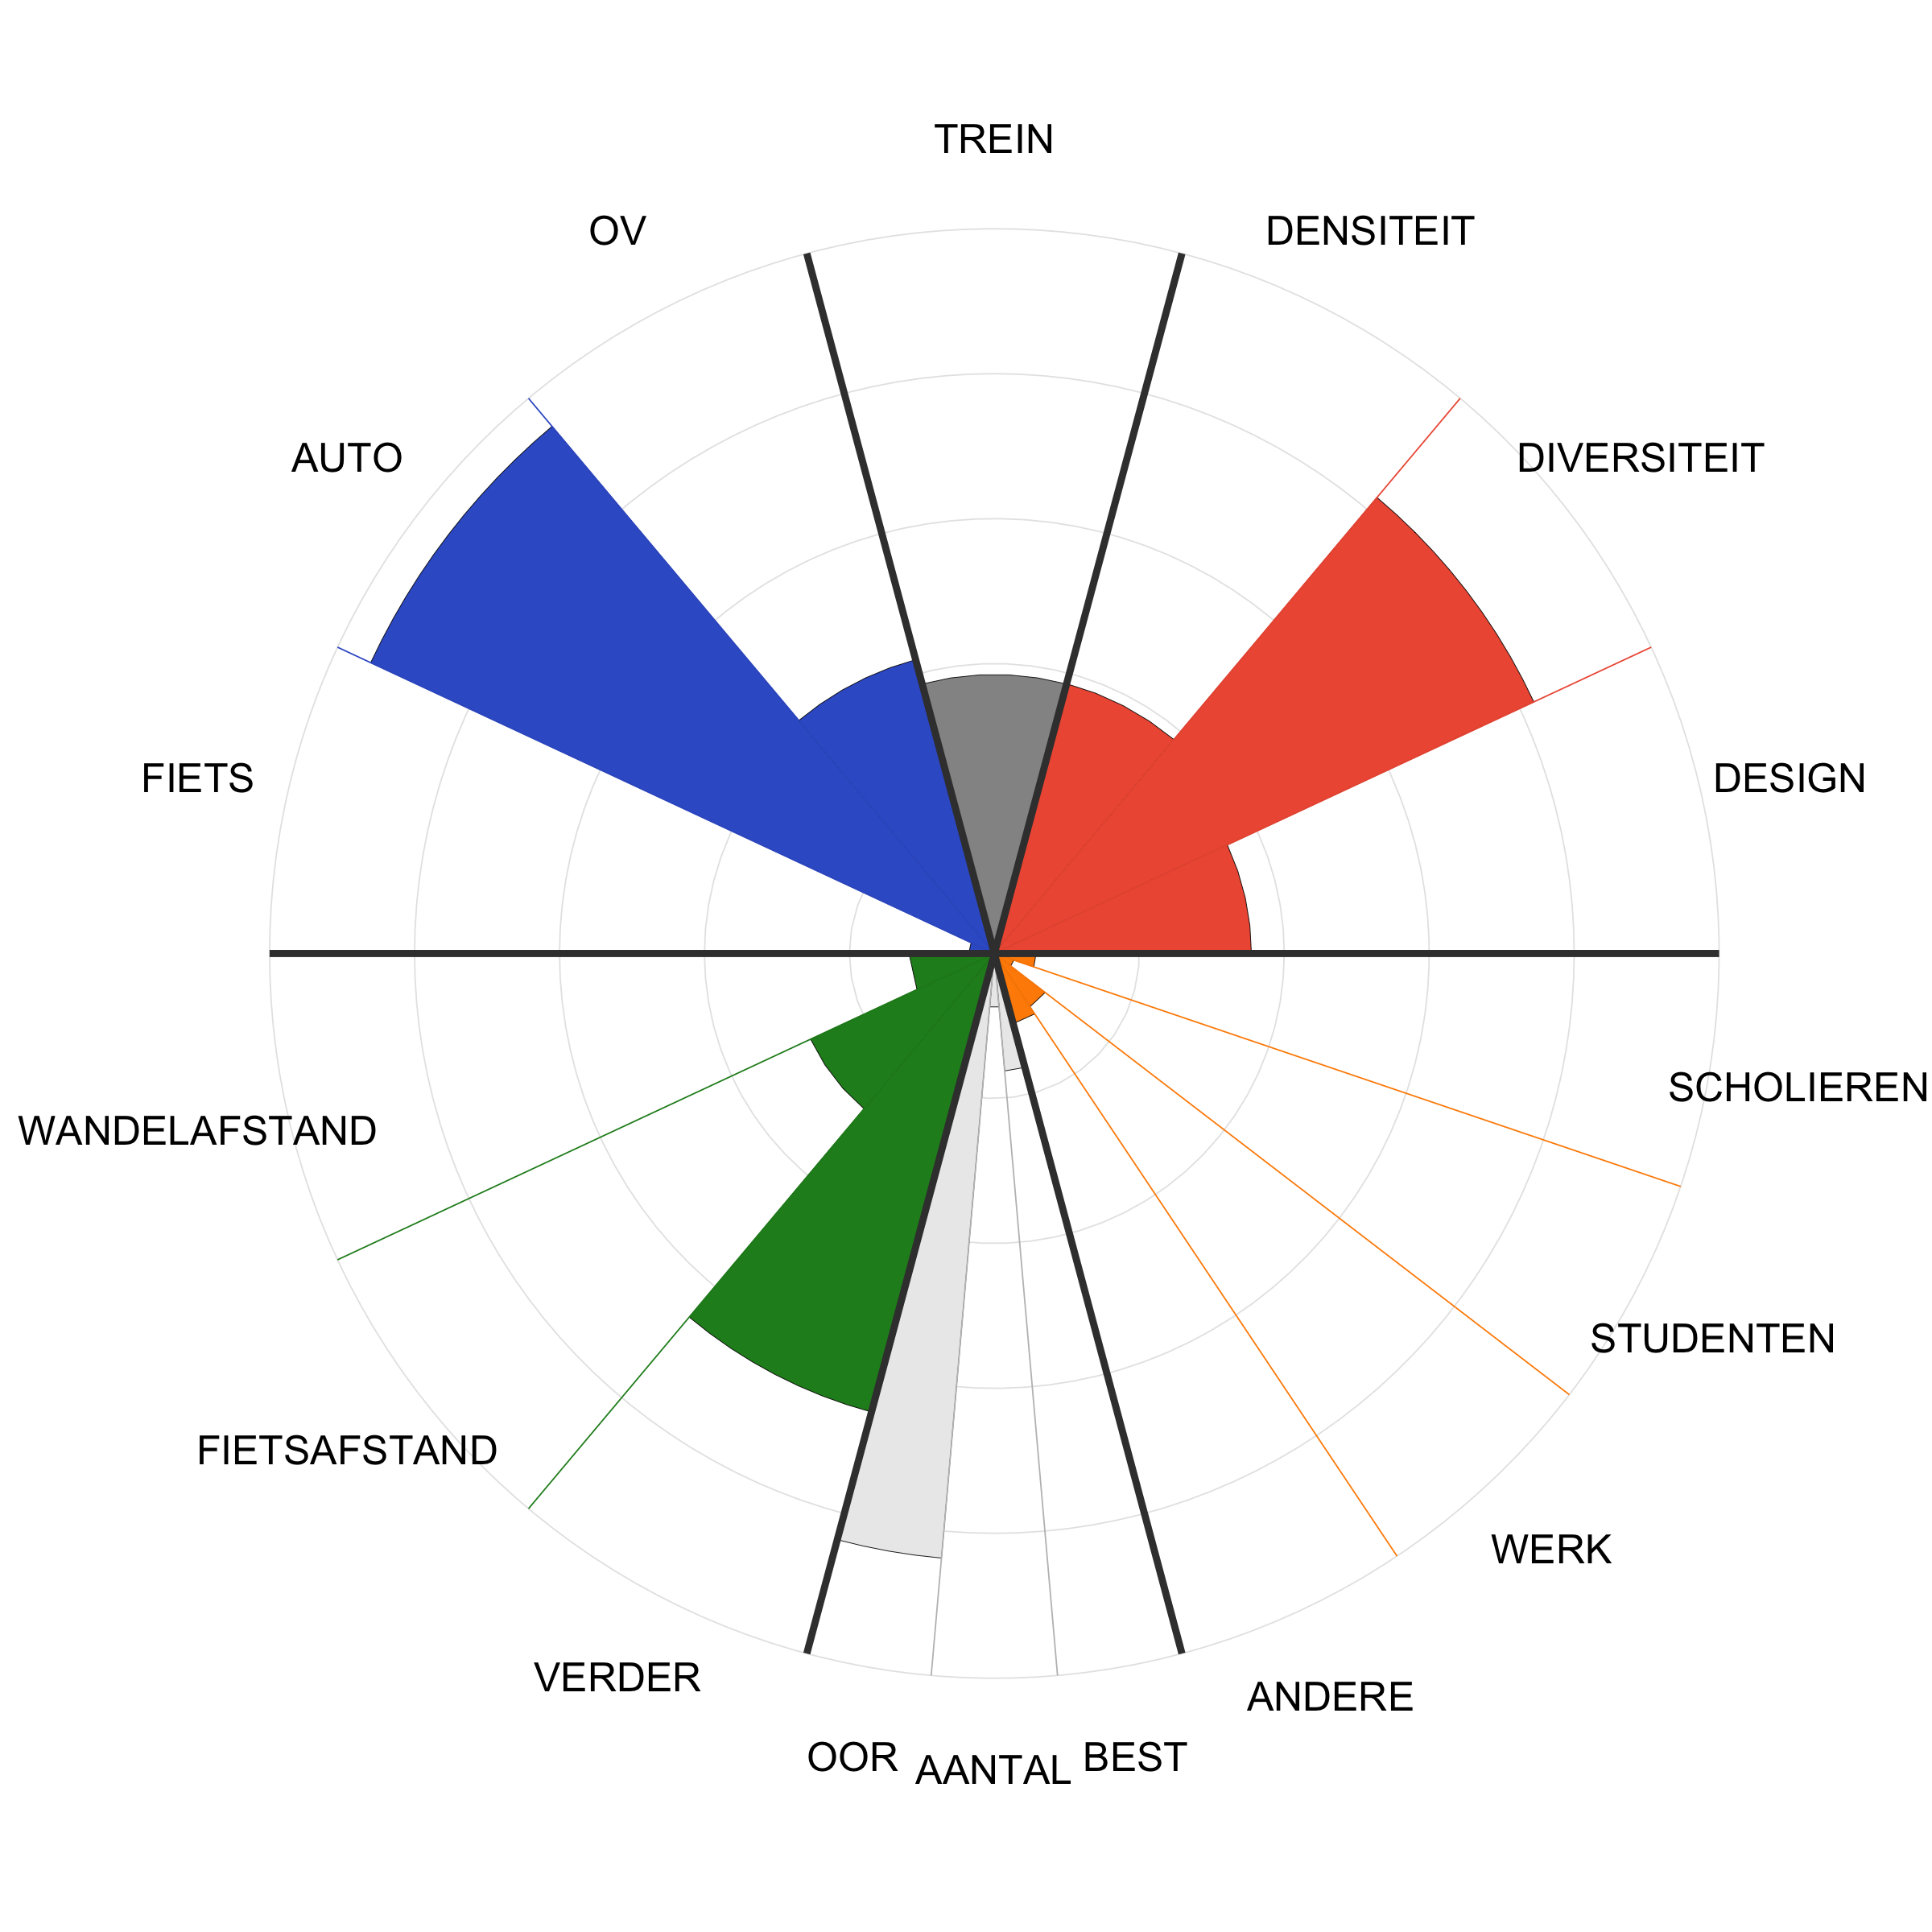 TREIN
OV
DENSITEIT
AUTO
DIVERSITEIT
FIETS
DESIGN
SCHOLIEREN
WANDELAFSTAND
STUDENTEN
FIETSAFSTAND
WERK
VERDER
ANDERE
OOR
AANTAL
BEST